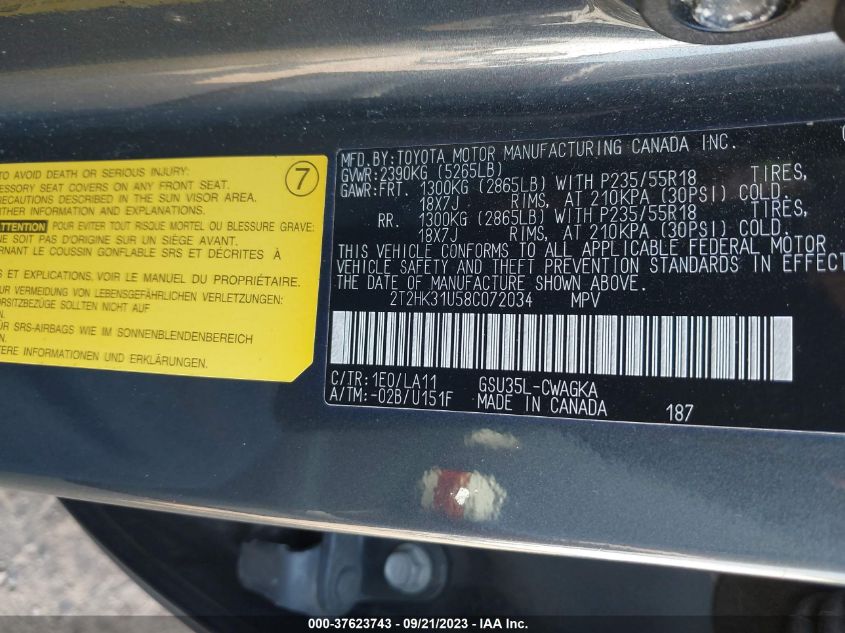 TO AVOID DEATH OR SERIOUS INJURY:
SEAT COVERS ON ANY FRONT SEAT.
PRECAUTIONS DESCRIBED IN THE SUN VISOR AREA.
FURTHER INFORMATION AND EXPLANATIONS.
7
ATTENTION POUR EVITER TOUT RISQUE MORTEL OU BLESSURE GRAVE:
NE SOIT PAS D'ORIGINE SUR UN SIÈGE AVANT.
LE COUSSIN GONFLABLE SRS ET DÉCRITES À
ET EXPLICATIONS. VOIR LE MANUEL DU PROPRIÉTAIRE.
ZUR VERMEIDUNG VON LEBENSGEFÄHRLICHEN VERLETZUNGEN:
SOLLTEN NICHT AUF
FÜR SRS-AIRBAGS WIE IM SONNENBLENDENBEREICH
INFORMATIONEN UND ERKLÄRUNGEN.
MFD.BY:TOYOTA MOTOR MANUFACTURING CANADA INC.
GVWR:2390KG (5265LB)
GAWR:FRT. 1300KG (2865LB) WITH P235/55R18 TIRES,
18X7J RIMS, AT 210KPA (30PSI) COLD.
RR. 1300KG (2865LB) WITH P235/55R18 TIRES,
18X7J RIMS, AT 210KPA (30PSI) COLD.
THIS VEHICLE CONFORMS TO ALL APPLICABLE FEDERAL MOTOR
VEHICLE SAFETY AND THEFT PREVENTION STANDARDS IN EFFECT
THE DATE OF MANUFACTURE SHOWN ABOVE.
2T2HK31U58C072034 MPV
C/TR:1E0/LA11 GSU35L-CWAGKA
A/TM:-02B/U151F MADE IN CANADA 187
000-37623743 - 09/21/2023 - IAA Inc.